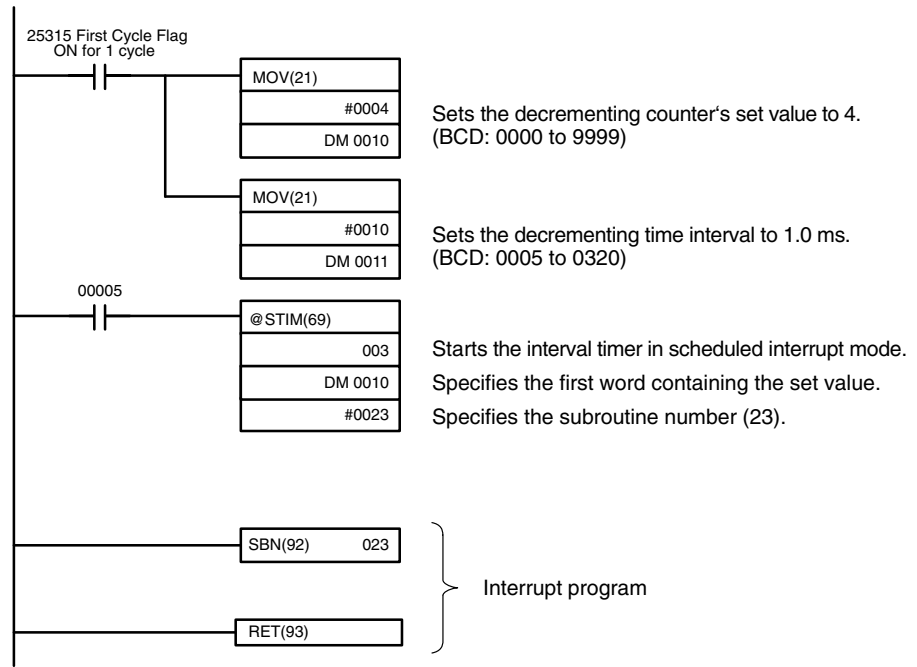 25315 First Cycle Flag
ON for 1 cycle
MOV(21)
#0004
DM 0010
Sets the decrementing counter‘s set value to 4.
(BCD: 0000 to 9999)
MOV(21)
#0010
DM 0011
Sets the decrementing time interval to 1.0 ms.
(BCD: 0005 to 0320)
00005
@STIM(69)
003
Starts the interval timer in scheduled interrupt mode.
DM 0010
Specifies the first word containing the set value.
#0023
Specifies the subroutine number (23).
SBN(92) 023
Interrupt program
RET(93)